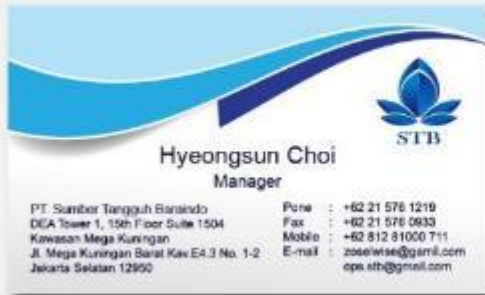 STB
Hyeongsun Choi
Manager
PT. Sumber Tangguh Baraindo
DEA Tower 1, 15th Floor Suite 1504
Kawasan Mega Kuningan
Jl. Mega Kuningan Barat Kav.E4.3 No. 1-2
Jakarta Selatan 12950
Pone : +62 21 576 1219
Fax : +62 21 576 0933
Mobile : +62 812 81000 711
E-mail : zoselwise@gamil.com
ops.stb@gmail.com